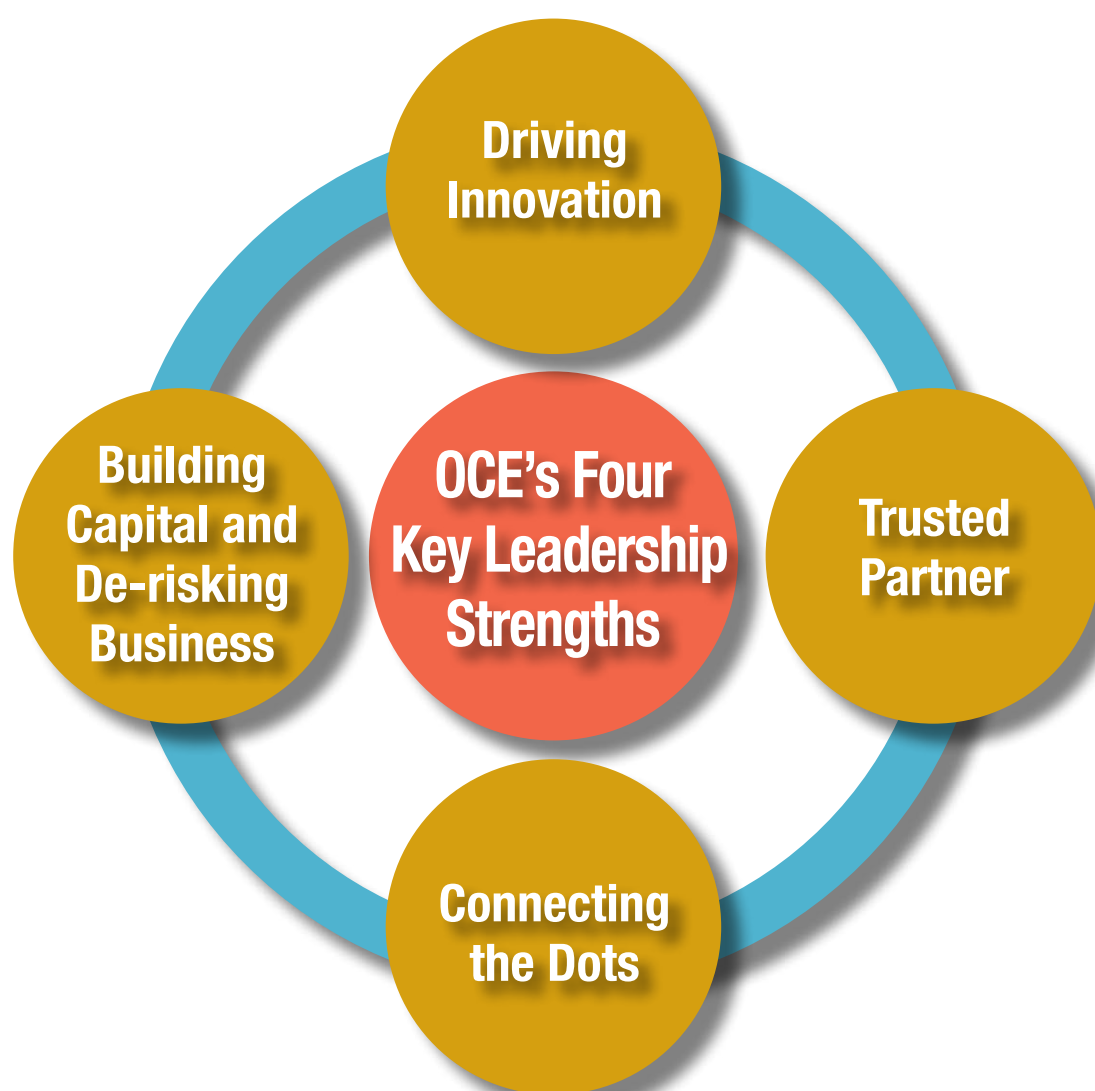 Driving
Innovation
Building
Capital and
De-risking
Business
OCE’s Four
Key Leadership
Strengths
Trusted
Partner
Connecting
the Dots